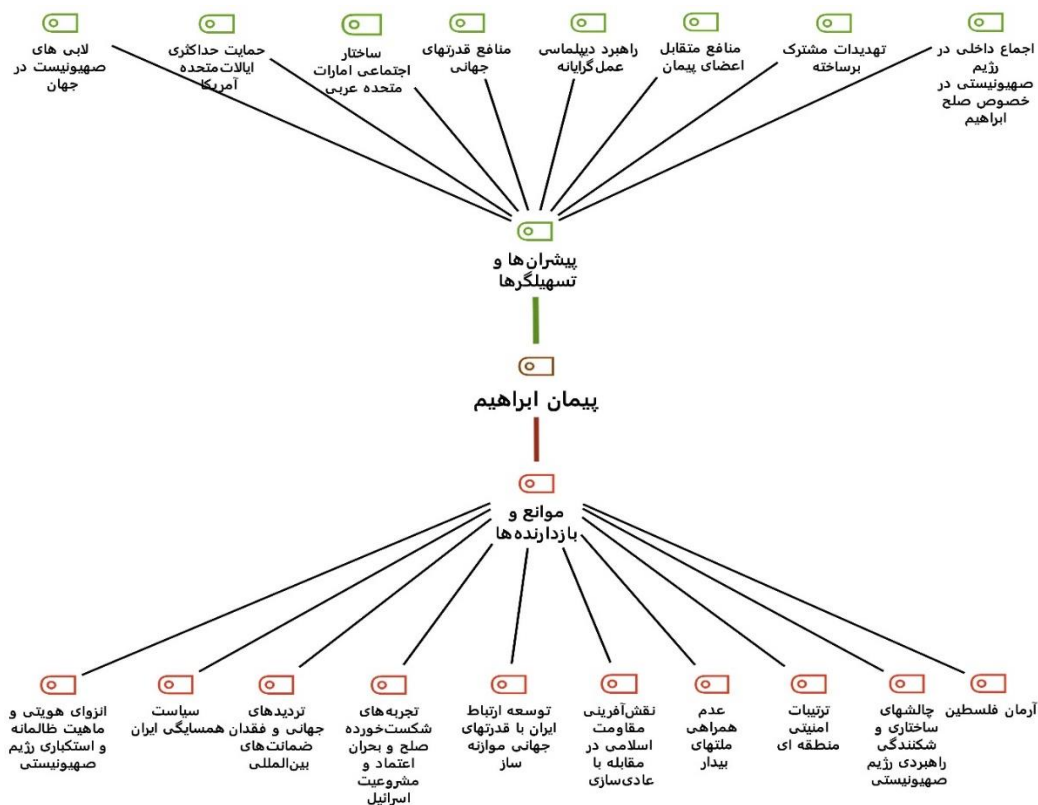 اجماع داخلی در
رژیم
صهیونیستی در
خصوص صلح
ابراهیم
تهدیدات مشترک
برساخته
منافع متقابل
اعضای پیمان
راهبرد دیپلماسی
عمل‌گرایانه
منافع قدرتهای
جهانی
ساختار
اجتماعی امارات
متحده عربی
حمایت حداکثری
ایالات‌متحده
آمریکا
لابی های
صهیونیست در
جهان
پیشران‌ها و
تسهیلگرها
پیمان ابراهیم
موانع و
بازدارنده‌ها
آرمان فلسطین
چالشهای
ساختاری و
شکنندگی
راهبردی رژیم
صهیونیستی
ترتیبات
امنیتی
منطقه ای
عدم
همراهی
ملتهای
بیدار
نقش‌آفرینی
مقاومت
اسلامی در
مقابله با
عادی‌سازی
توسعه ارتباط
ایران با قدرتهای
جهانی موازنه
ساز
تجربه‌های
شکست‌خورده
صلح و بحران
اعتماد و
مشروعیت
اسرائیل
تردیدهای
جهانی و فقدان
ضمانت‌های
بین‌المللی
سیاست
همسایگی ایران
انزوای هویتی و
ماهیت ظالمانه
و استکباری رژیم
صهیونیستی